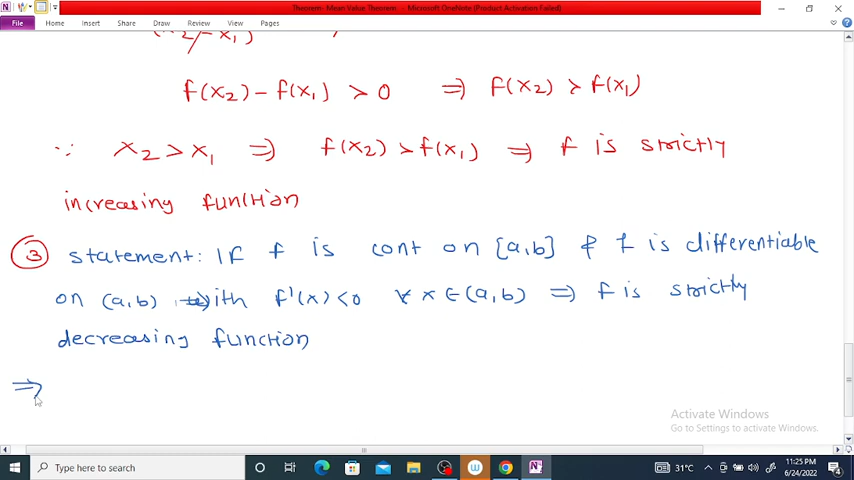 Theorem- Mean Value Theorem - Microsoft OneNote (Product Activation Failed)
File Home Insert Draw Share Review View Pages
(x₂-x₁)
f(x₂)-f(x₁) > 0 ⇒ f(x₂) > f(x₁)
∵ x₂ > x₁ ⇒ f(x₂) > f(x₁) ⇒ f is strictly
increasing function
③ statement: IF f is cont on [a,b] & f is differentiable
on (a,b) with f'(x) < 0 ∀ x ∈ (a,b) ⇒ f is strictly
decreasing function
⇒
Activate Windows
Go to Settings to activate Windows.
Type here to search
W
N
31°C
11:25 PM
6/24/2022
4